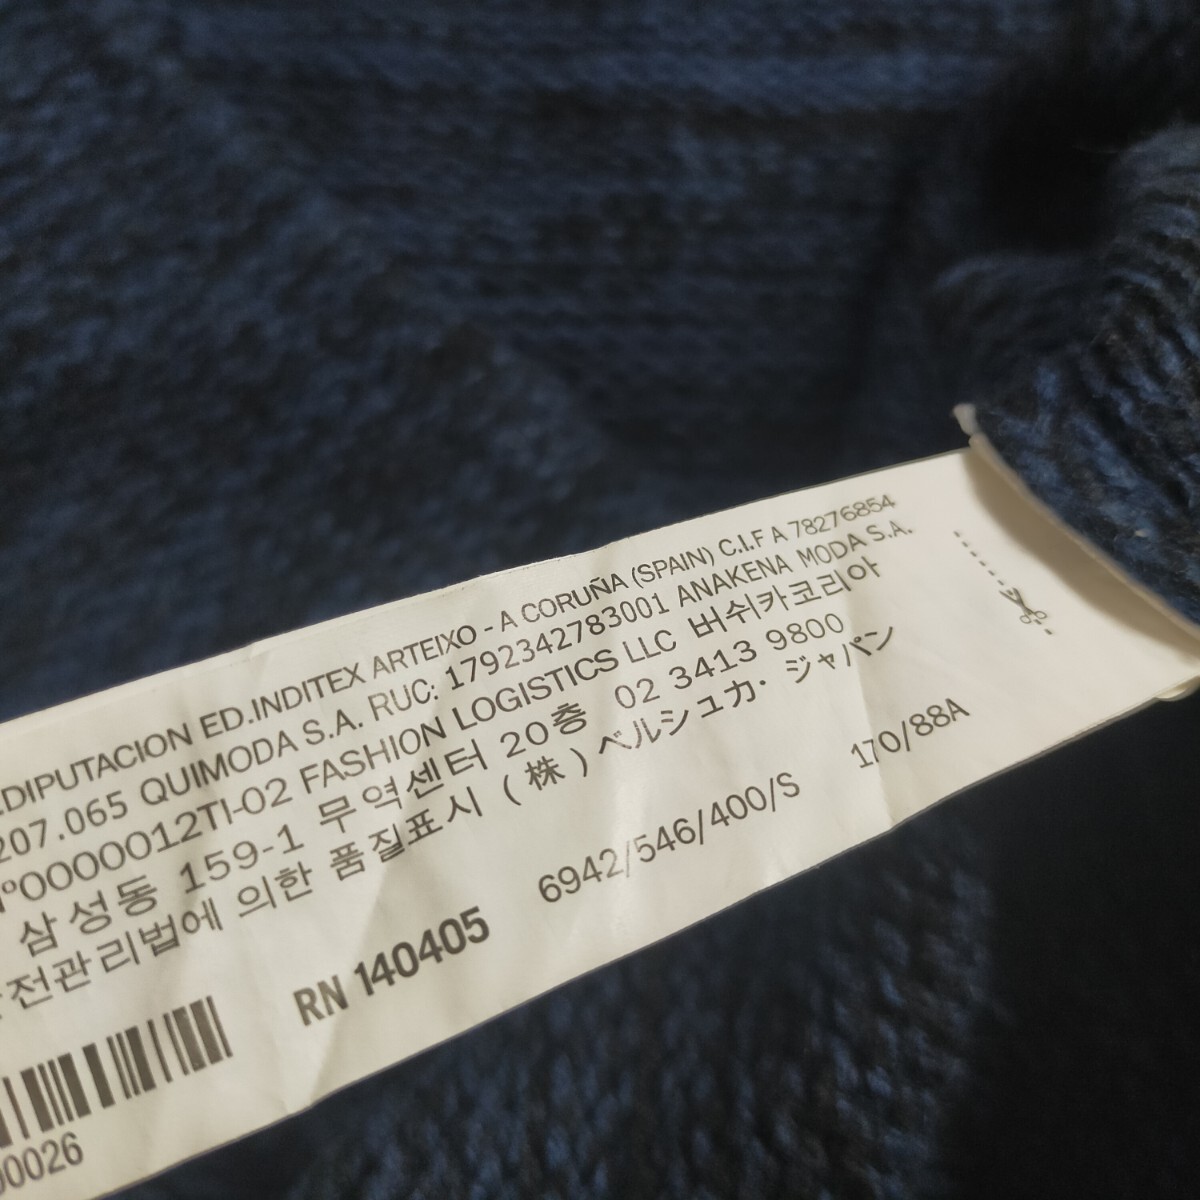 EDIPUTACION ED.INDITEX ARTEIXO - A CORUÑA (SPAIN) C.I.F A 78276854
207.065 QUIMODA S.A. RUC: 1792342783001 ANAKENA MODA S.A.
º0000012TI-02 FASHION LOGISTICS LLC 버쉬카코리아
삼성동 159-1 무역센터 20층 02 3413 9800
전관리법에 의한 품질표시 (株)ベルシュカ・ジャパン
RN 140405 6942/546/400/S 170/88A
00026